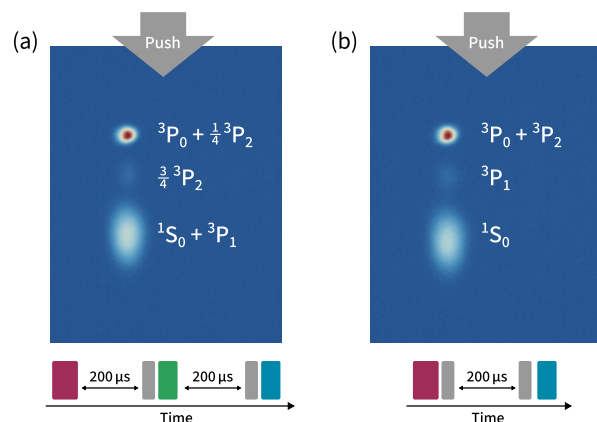 (a)
Push
³P₀ + ¼ ³P₂
¾ ³P₂
¹S₀ + ³P₁
200 µs
200 µs
Time
(b)
Push
³P₀ + ³P₂
³P₁
¹S₀
200 µs
Time